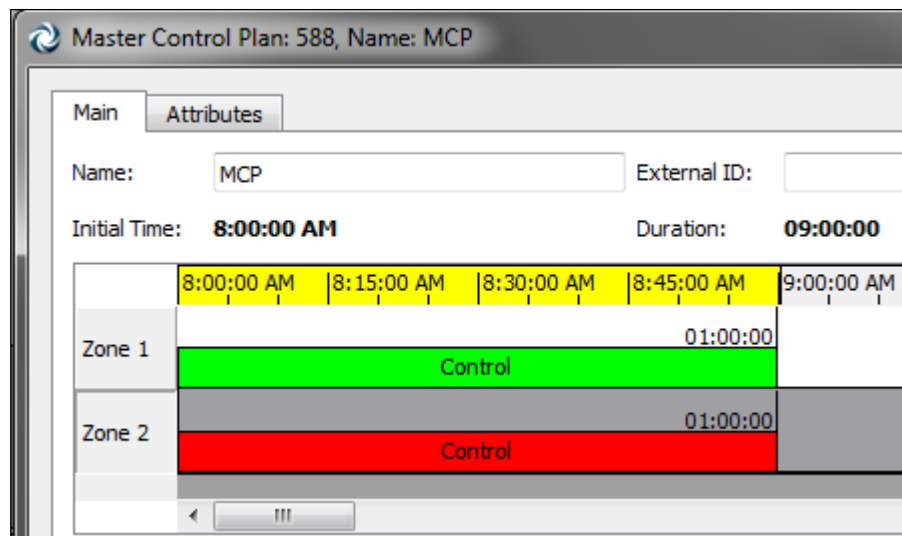 Master Control Plan: 588, Name: MCP
Main Attributes
Name: MCP External ID:
Initial Time: 8:00:00 AM Duration: 09:00:00
8:00:00 AM 8:15:00 AM 8:30:00 AM 8:45:00 AM 9:00:00 AM
Zone 1 01:00:00
Control
Zone 2 01:00:00
Control